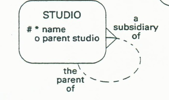 STUDIO
# * name
o parent studio
a
subsidiary
of
the
parent
of